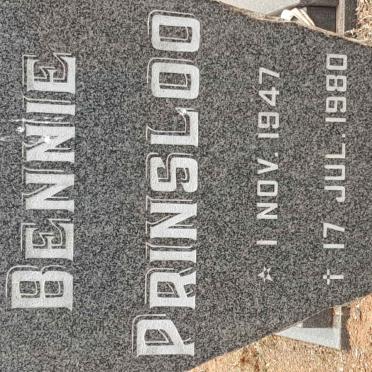 BENNIE
PRINSLOO
☆ 1 NOV. 1947
✝ 17 JUL. 1980